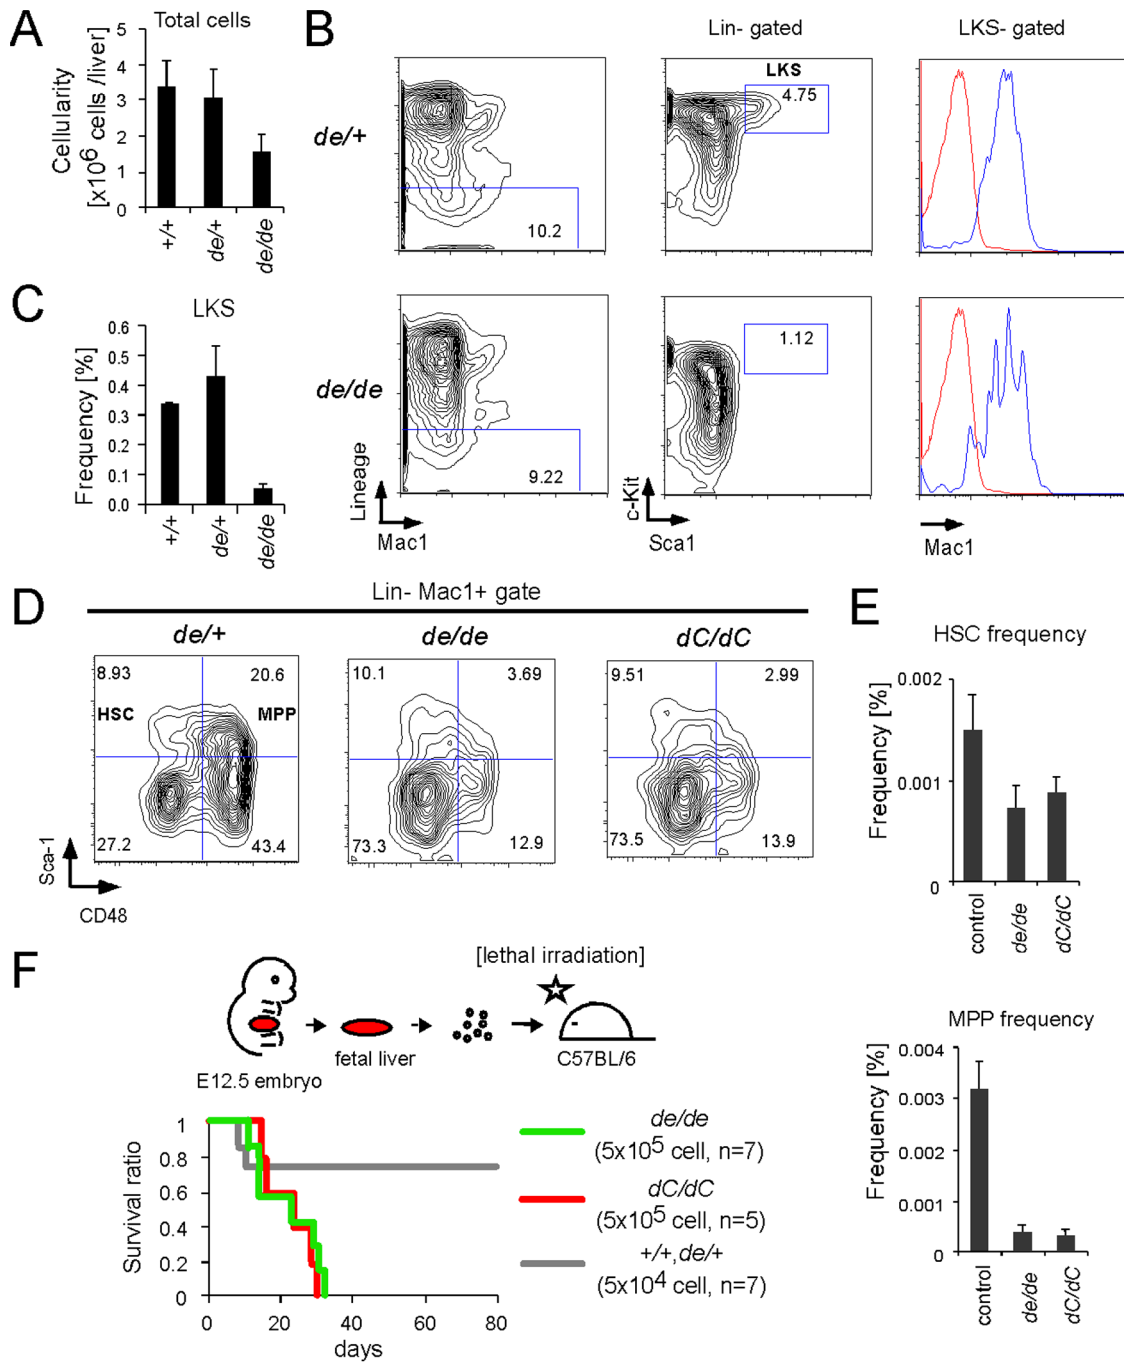 A
Total cells
Cellularity
[x10⁶ cells /liver]
5
4
3
2
1
0
+/+
de/+
de/de
B
Lin- gated
LKS- gated
de/+
10.2
LKS
4.75
de/de
9.22
1.12
Lineage
Mac1
c-Kit
Sca1
Mac1
C
LKS
Frequency [%]
0.6
0.5
0.4
0.3
0.2
0.1
0.0
+/+
de/+
de/de
D
Lin- Mac1+ gate
de/+
de/de
dC/dC
8.93
20.6
HSC
MPP
27.2
43.4
10.1
3.69
73.3
12.9
9.51
2.99
73.5
13.9
Sca-1
CD48
E
HSC frequency
Frequency [%]
0.002
0.001
0
control
de/de
dC/dC
MPP frequency
Frequency [%]
0.004
0.003
0.002
0.001
0
control
de/de
dC/dC
F
[lethal irradiation]
fetal liver
C57BL/6
E12.5 embryo
Survival ratio
1
0.8
0.6
0.4
0.2
0
0 20 40 60 80
days
de/de
(5x10⁵ cell, n=7)
dC/dC
(5x10⁵ cell, n=5)
+/+,de/+
(5x10⁴ cell, n=7)